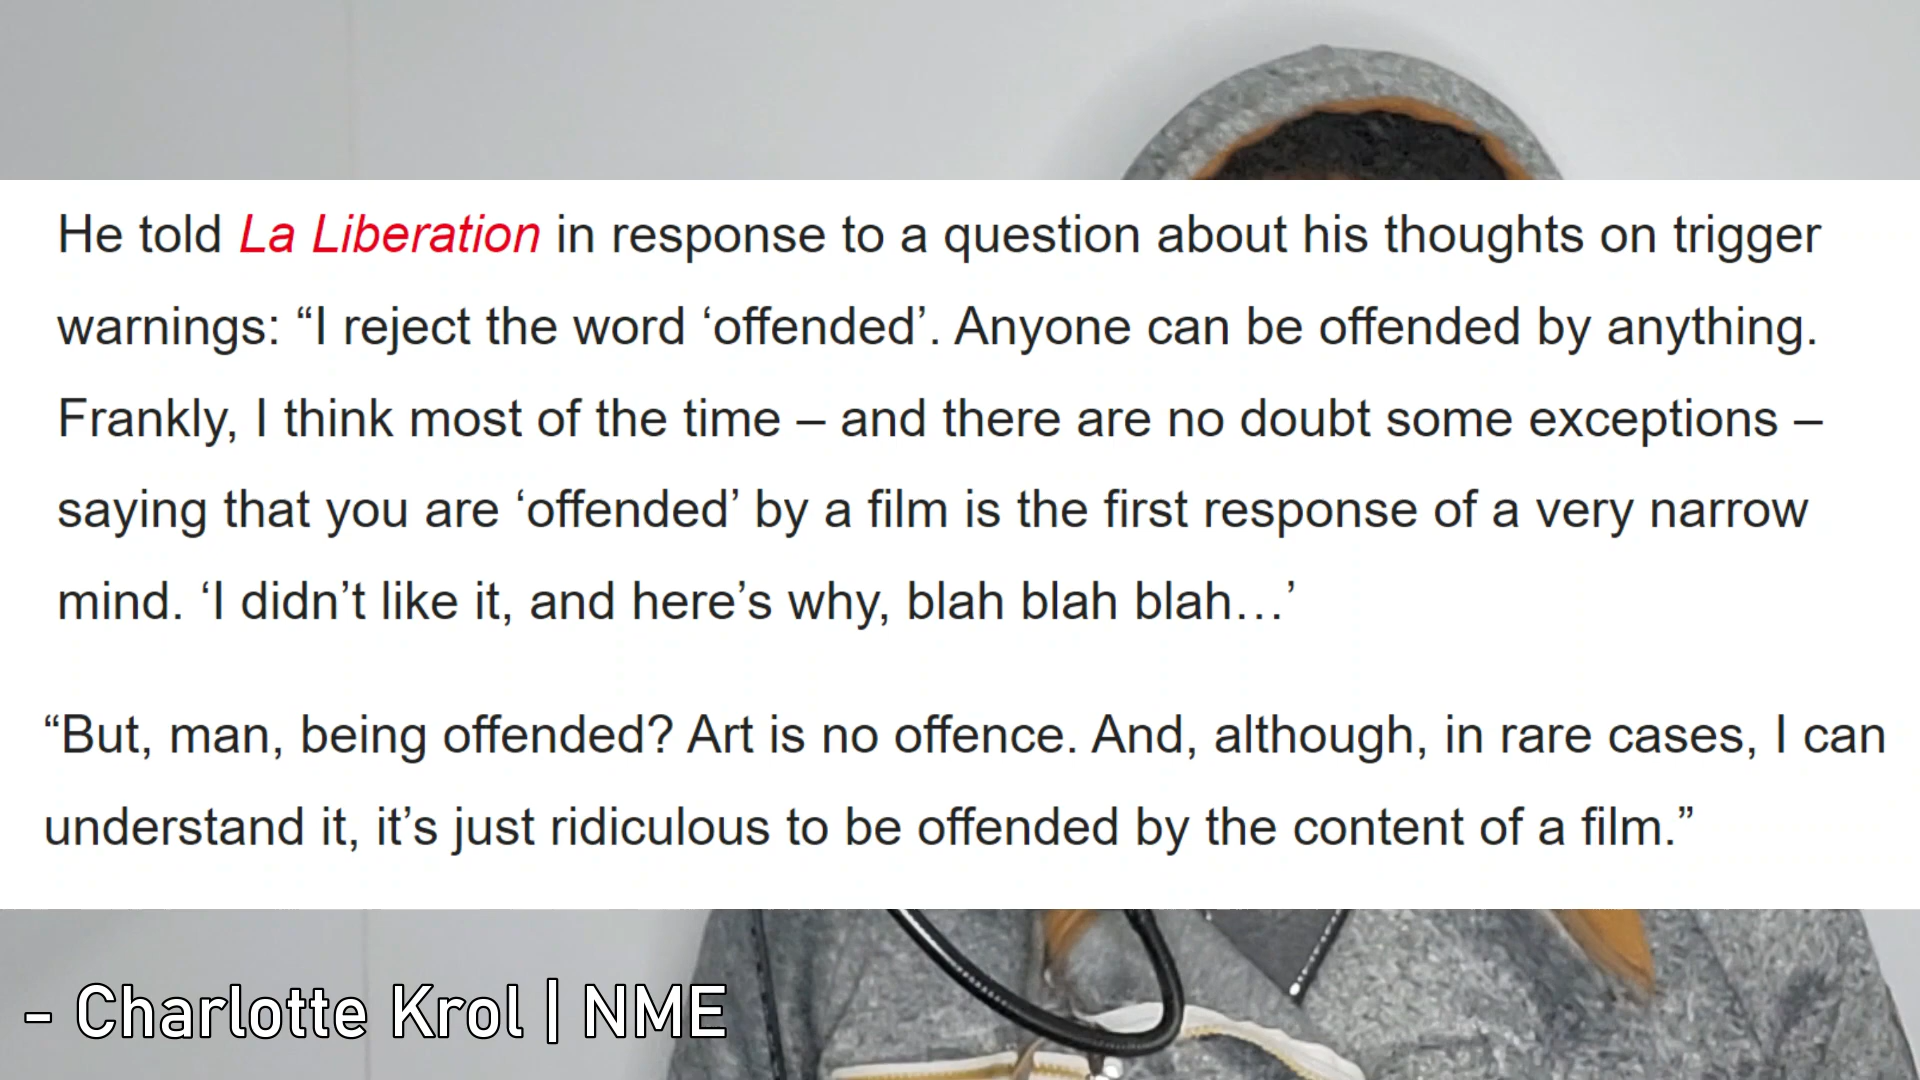 He told La Liberation in response to a question about his thoughts on trigger
warnings: “I reject the word ‘offended’. Anyone can be offended by anything.
Frankly, I think most of the time – and there are no doubt some exceptions –
saying that you are ‘offended’ by a film is the first response of a very narrow
mind. ‘I didn’t like it, and here’s why, blah blah blah…’
“But, man, being offended? Art is no offence. And, although, in rare cases, I can
understand it, it’s just ridiculous to be offended by the content of a film.”
- Charlotte Krol | NME